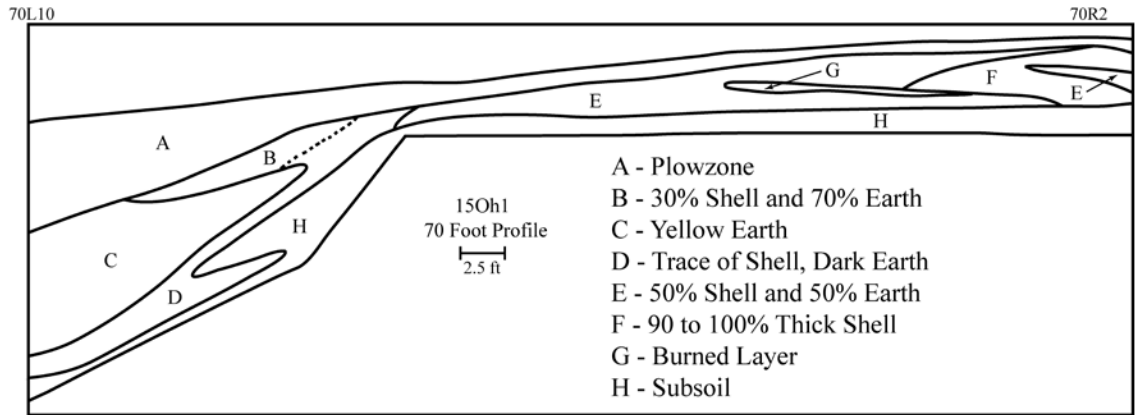 70L10
70R2
G
F
E
E
H
A
B
H
C
D
15Oh1
70 Foot Profile
2.5 ft
A - Plowzone
B - 30% Shell and 70% Earth
C - Yellow Earth
D - Trace of Shell, Dark Earth
E - 50% Shell and 50% Earth
F - 90 to 100% Thick Shell
G - Burned Layer
H - Subsoil